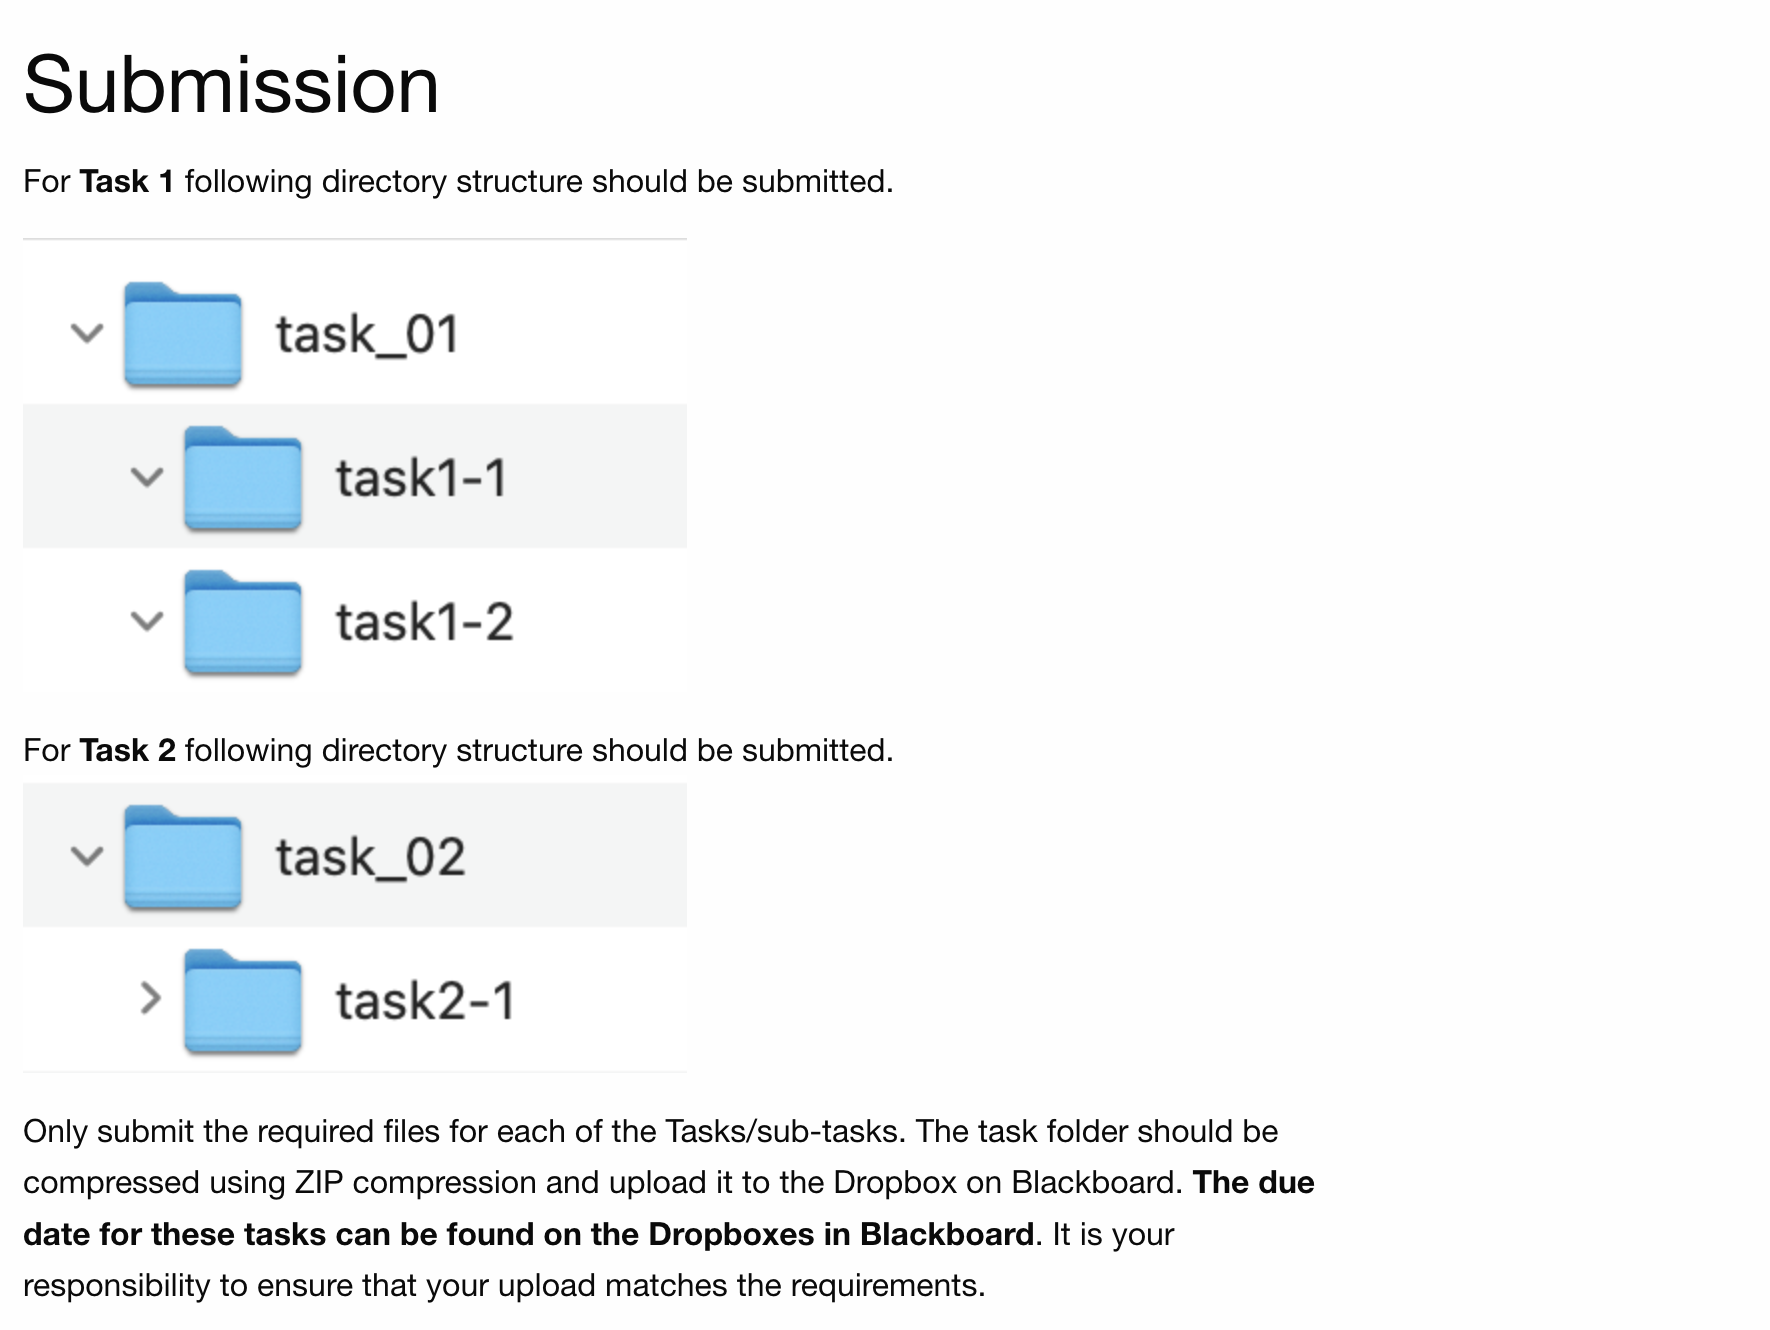 Submission
For Task 1 following directory structure should be submitted.
task_01
task1-1
task1-2
For Task 2 following directory structure should be submitted.
task_02
task2-1
Only submit the required files for each of the Tasks/sub-tasks. The task folder should be
compressed using ZIP compression and upload it to the Dropbox on Blackboard. The due
date for these tasks can be found on the Dropboxes in Blackboard. It is your
responsibility to ensure that your upload matches the requirements.